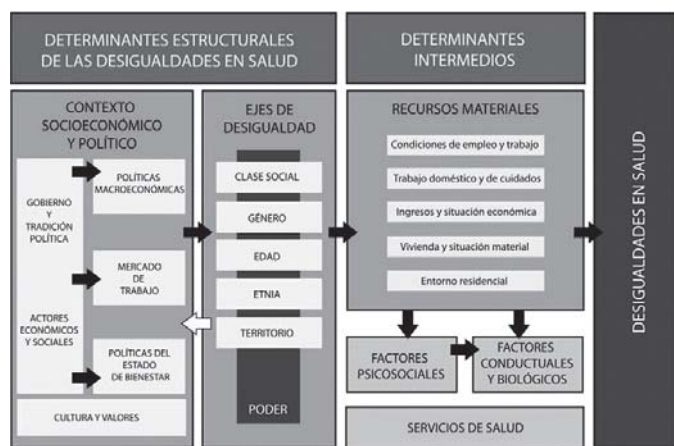 DETERMINANTES ESTRUCTURALES
DE LAS DESIGUALDADES EN SALUD
DETERMINANTES
INTERMEDIOS
CONTEXTO
SOCIOECONÓMICO
Y POLÍTICO
GOBIERNO
Y
TRADICIÓN
POLÍTICA
ACTORES
ECONÓMICOS
Y SOCIALES
POLÍTICAS
MACROECONÓMICAS
MERCADO
DE
TRABAJO
POLÍTICAS DEL
ESTADO
DE BIENESTAR
CULTURA Y VALORES
EJES DE
DESIGUALDAD
CLASE SOCIAL
GÉNERO
EDAD
ETNIA
TERRITORIO
PODER
RECURSOS MATERIALES
Condiciones de empleo y trabajo
Trabajo doméstico y de cuidados
Ingresos y situación económica
Vivienda y situación material
Entorno residencial
FACTORES
PSICOSOCIALES
FACTORES
CONDUCTUALES
Y BIOLÓGICOS
SERVICIOS DE SALUD
DESIGUALDADES EN SALUD